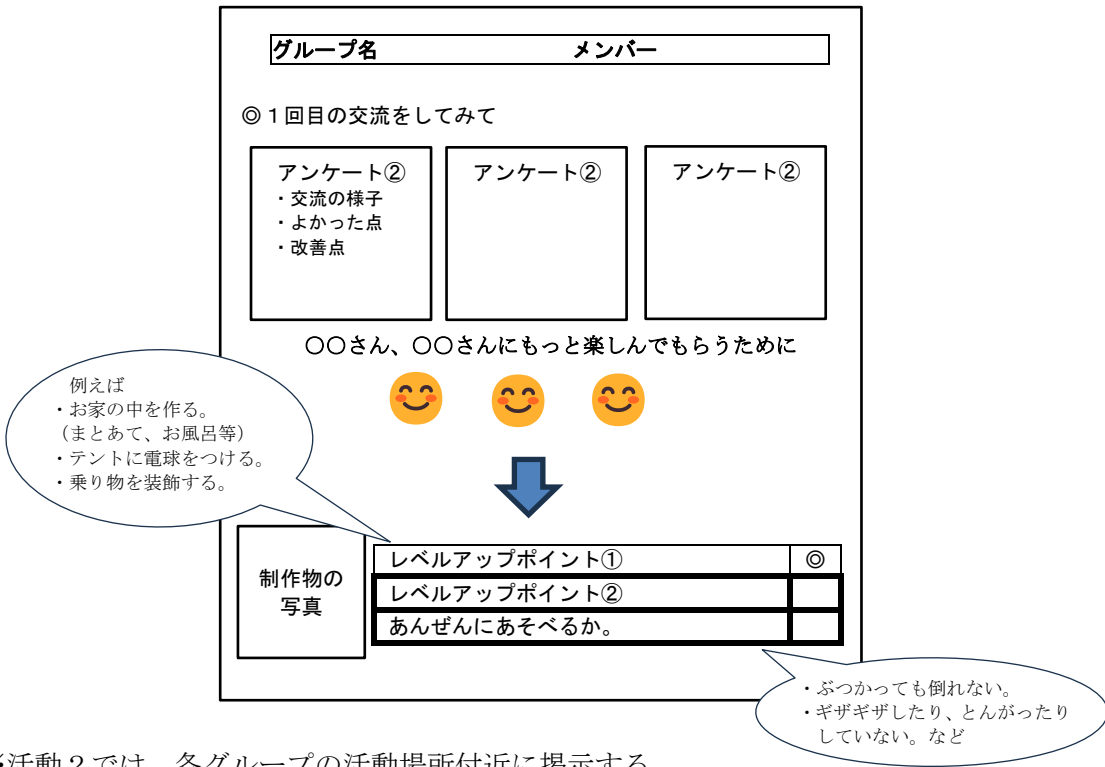 グループ名 メンバー
◎１回目の交流をしてみて
アンケート②
・交流の様子
・よかった点
・改善点
アンケート②
アンケート②
〇〇さん、〇〇さんにもっと楽しんでもらうために
例えば
・お家の中を作る。
（まとあて、お風呂等）
・テントに電球をつける。
・乗り物を装飾する。
制作物の
写真
レベルアップポイント① ◎
レベルアップポイント②
あんぜんにあそべるか。
・ぶつかっても倒れない。
・ギザギザしたり、とんがったり
していない。など
※活動２では、各グループの活動場所付近に掲示する